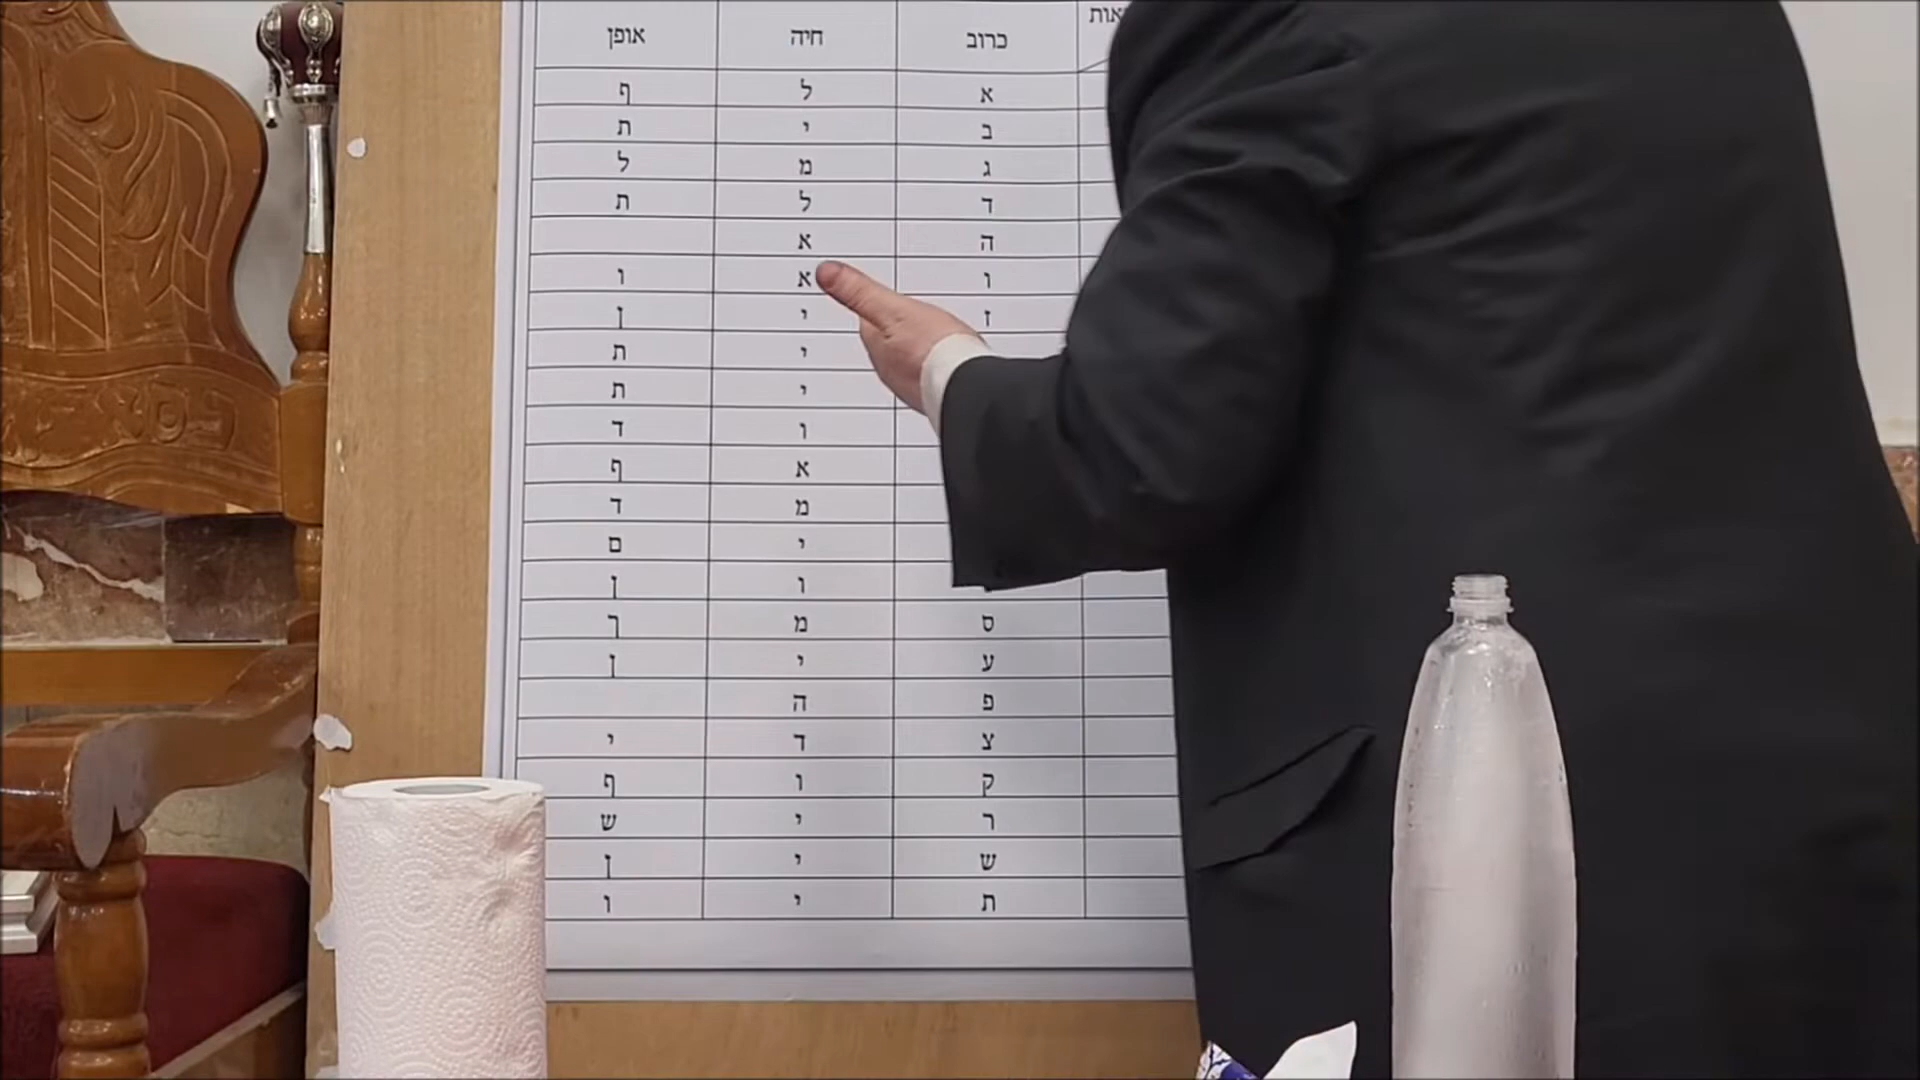 כרוב חיה אופן
א ל ף
ב י ת
ג מ ל
ד ל ת
ה א
ו א ו
ז י ן
י ת
י ת
ו ד
א ף
מ ד
י ם
ו ן
ס מ ך
ע י ן
פ ה
צ ד י
ק ו ף
ר י ש
ש י ן
ת י ו